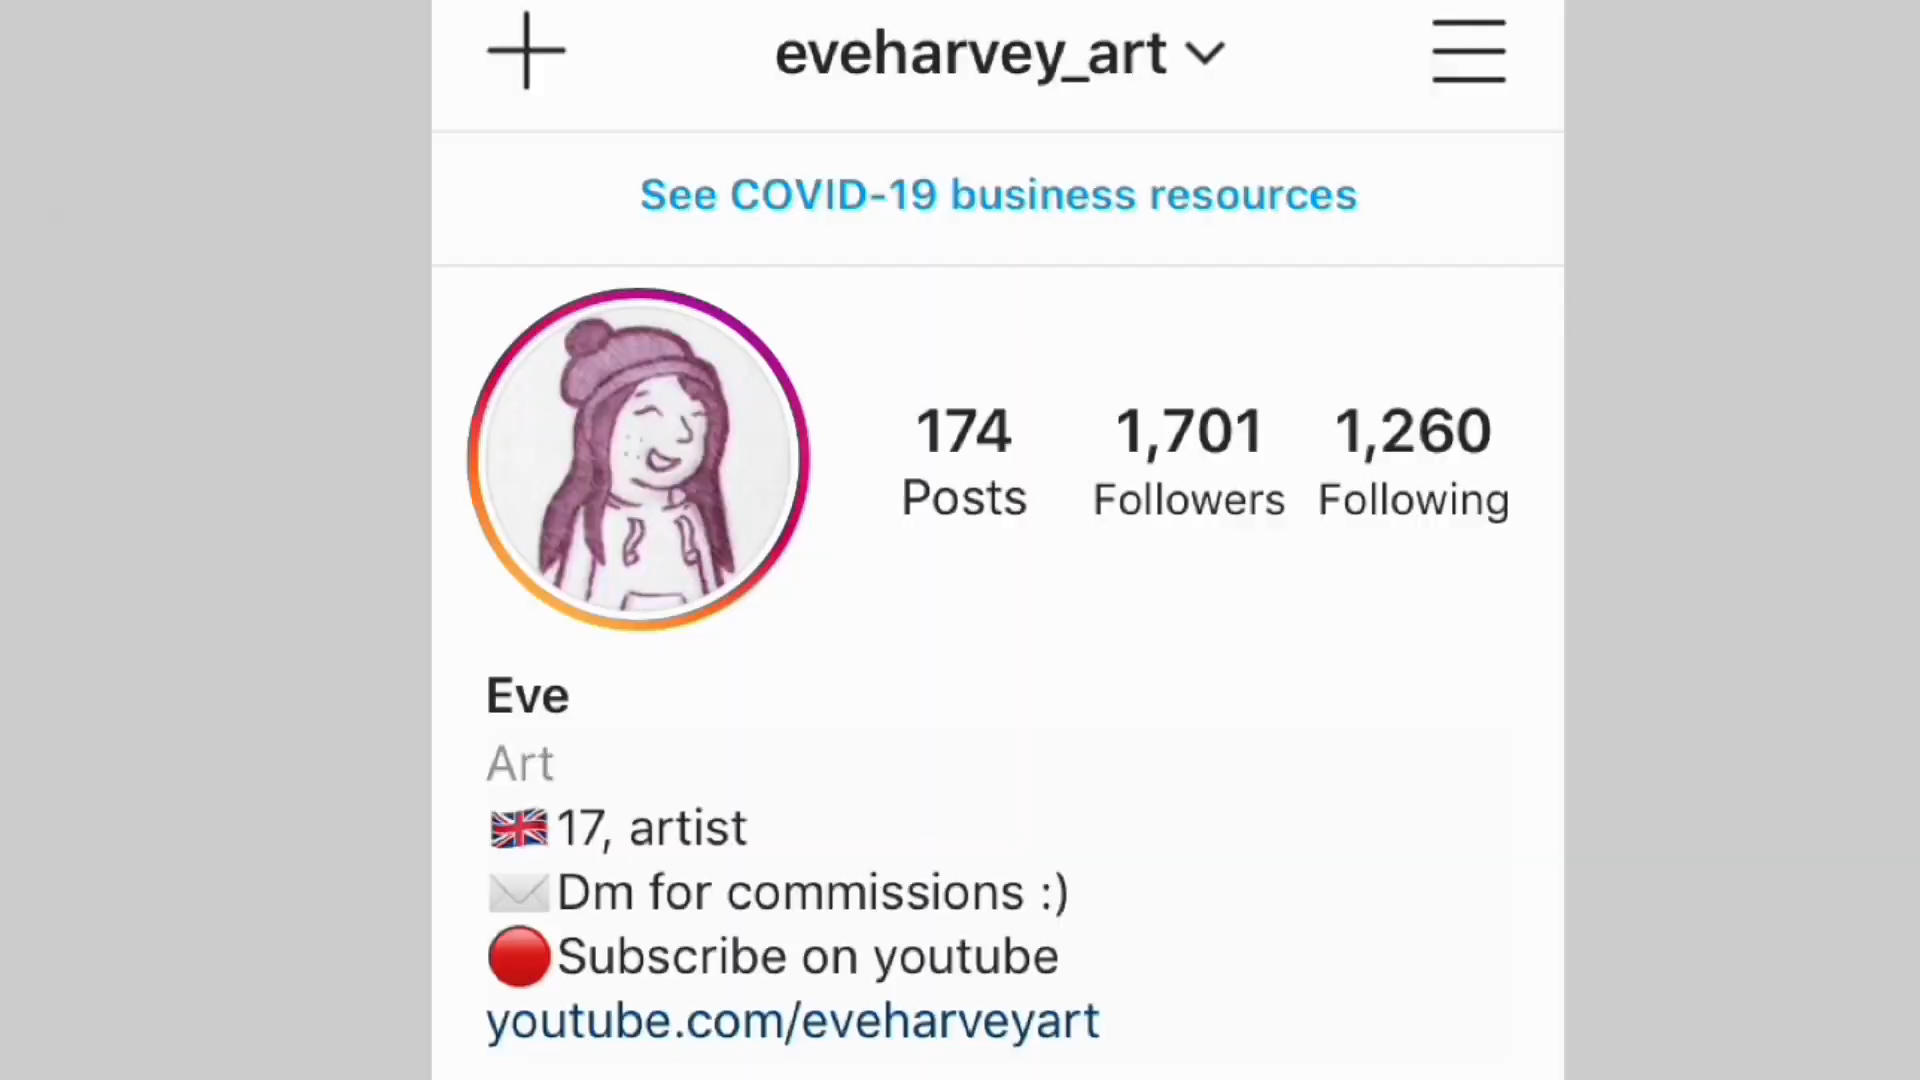 eveharvey_art
See COVID-19 business resources
174 1,701 1,260
Posts Followers Following
Eve
Art
🇬🇧17, artist
✉️Dm for commissions :)
🔴Subscribe on youtube
youtube.com/eveharveyart